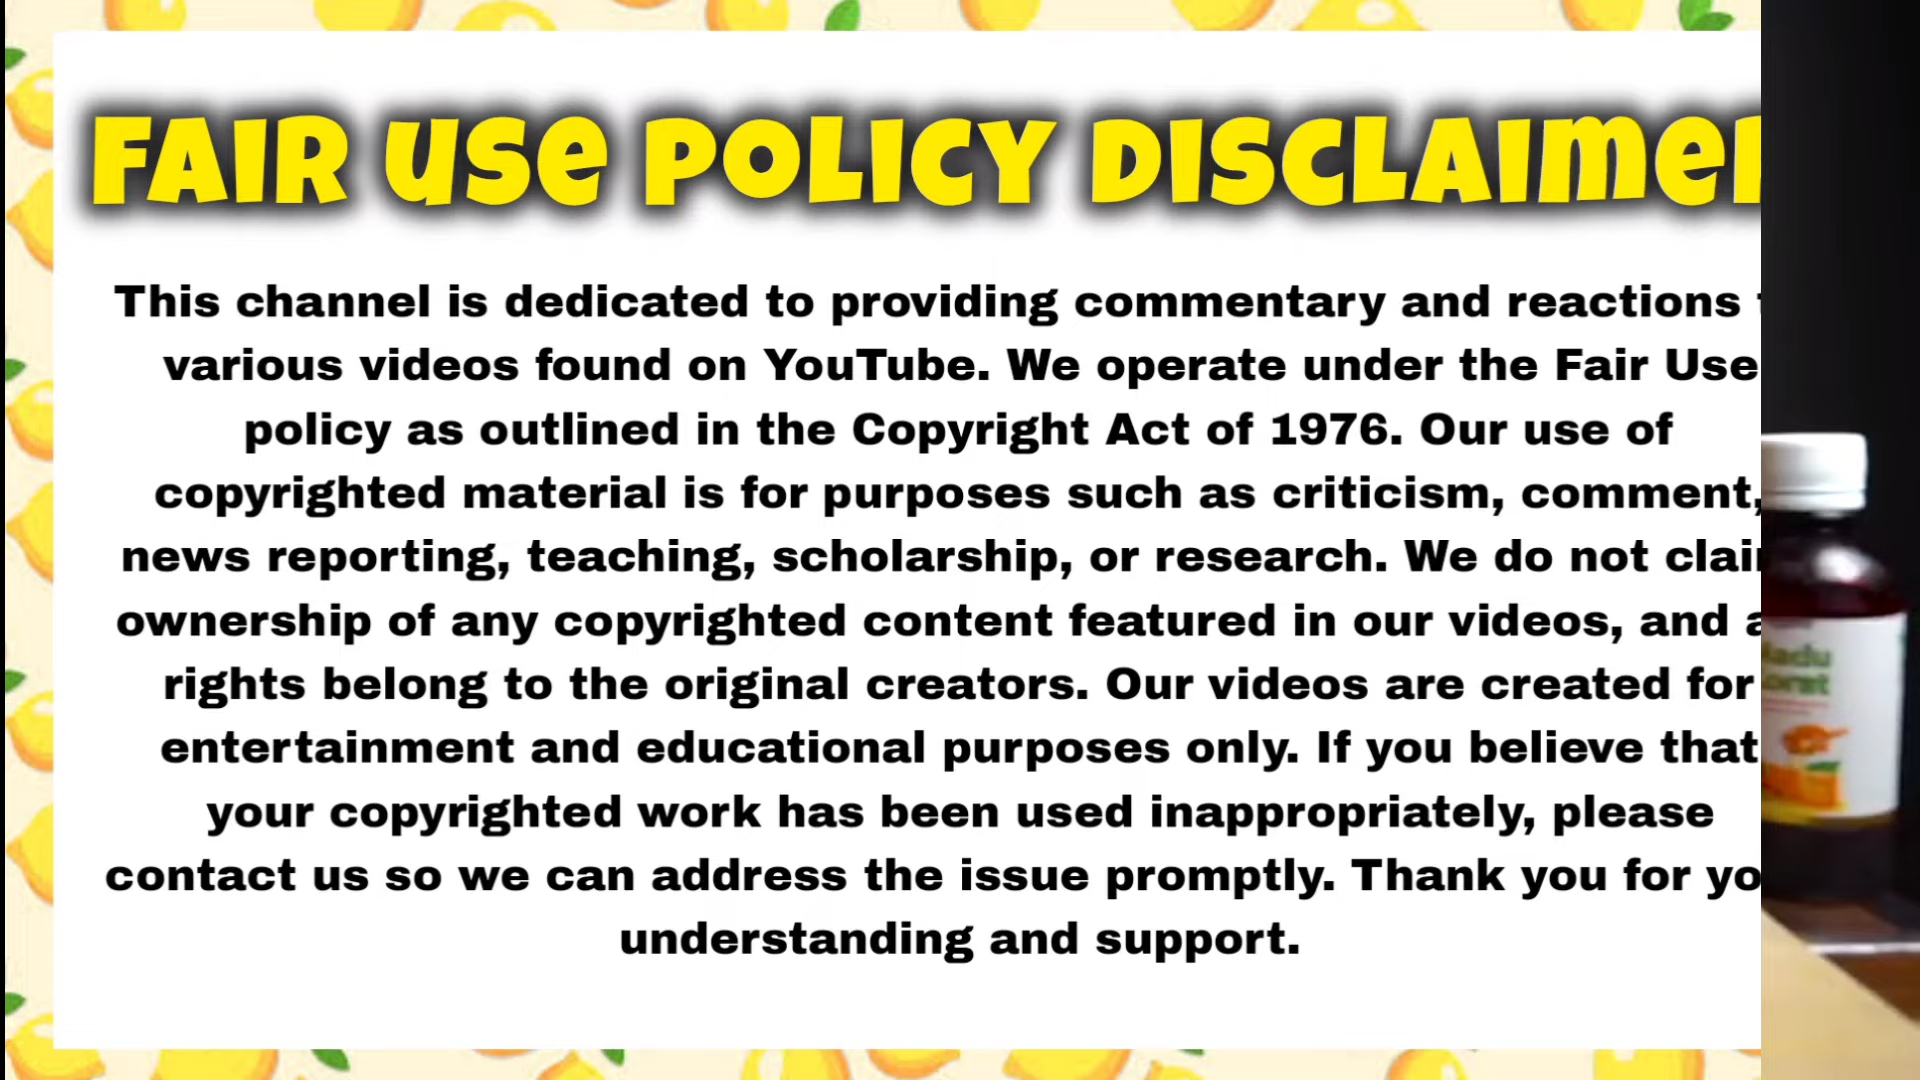 FAIR USE POLICY DISCLAIMER
This channel is dedicated to providing commentary and reactions
various videos found on YouTube. We operate under the Fair Use
policy as outlined in the Copyright Act of 1976. Our use of
copyrighted material is for purposes such as criticism, comment,
news reporting, teaching, scholarship, or research. We do not
ownership of any copyrighted content featured in our videos, and
rights belong to the original creators. Our videos are created for
entertainment and educational purposes only. If you believe that
your copyrighted work has been used inappropriately, please
contact us so we can address the issue promptly. Thank you for
understanding and support.